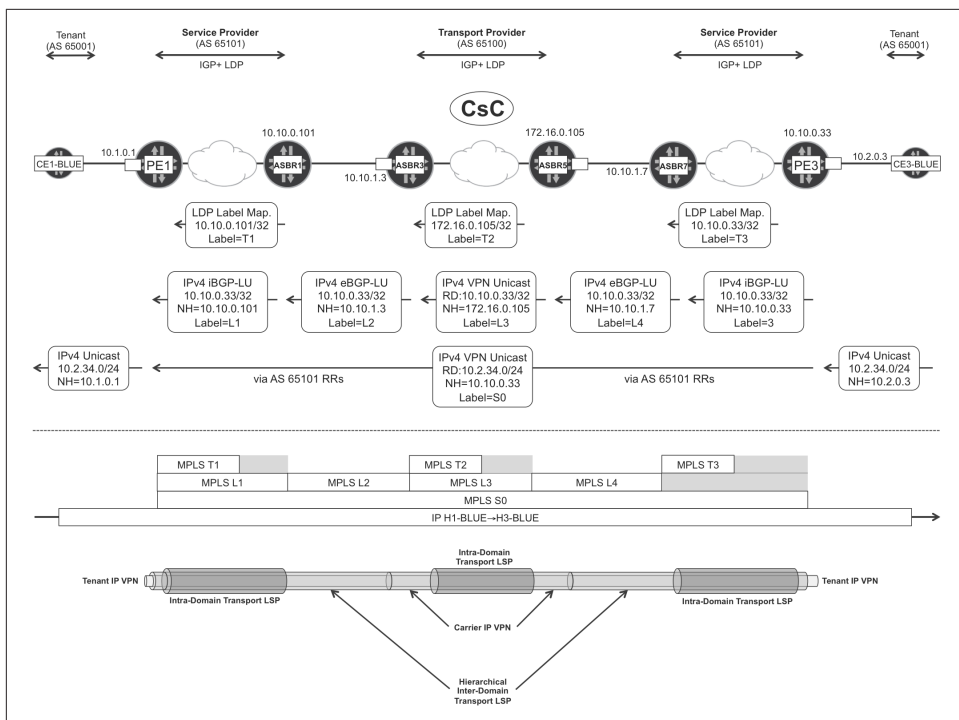 Tenant
(AS 65001)
Service Provider
(AS 65101)
IGP+ LDP
Transport Provider
(AS 65100)
IGP+ LDP
Service Provider
(AS 65101)
IGP+ LDP
Tenant
(AS 65001)
CsC
10.10.0.101
172.16.0.105
10.10.0.33
10.1.0.1
10.2.0.3
CE1-BLUE
PE1
ASBR1
ASBR3
ASBR5
ASBR7
PE3
CE3-BLUE
10.10.1.3
10.10.1.7
LDP Label Map.
10.10.0.101/32
Label=T1
LDP Label Map.
172.16.0.105/32
Label=T2
LDP Label Map.
10.10.0.33/32
Label=T3
IPv4 iBGP-LU
10.10.0.33/32
NH=10.10.0.101
Label=L1
IPv4 eBGP-LU
10.10.0.33/32
NH=10.10.1.3
Label=L2
IPv4 VPN Unicast
RD:10.10.0.33/32
NH=172.16.0.105
Label=L3
IPv4 eBGP-LU
10.10.0.33/32
NH=10.10.1.7
Label=L4
IPv4 iBGP-LU
10.10.0.33/32
NH=10.10.0.33
Label=3
IPv4 Unicast
10.2.34.0/24
NH=10.1.0.1
via AS 65101 RRs
IPv4 VPN Unicast
RD:10.2.34.0/24
NH=10.10.0.33
Label=S0
via AS 65101 RRs
IPv4 Unicast
10.2.34.0/24
NH=10.2.0.3
MPLS T1
MPLS T2
MPLS T3
MPLS L1
MPLS L2
MPLS L3
MPLS L4
MPLS S0
IP H1-BLUE→H3-BLUE
Intra-Domain
Transport LSP
Tenant IP VPN
Tenant IP VPN
Intra-Domain Transport LSP
Intra-Domain Transport LSP
Carrier IP VPN
Hierarchical
Inter-Domain
Transport LSP